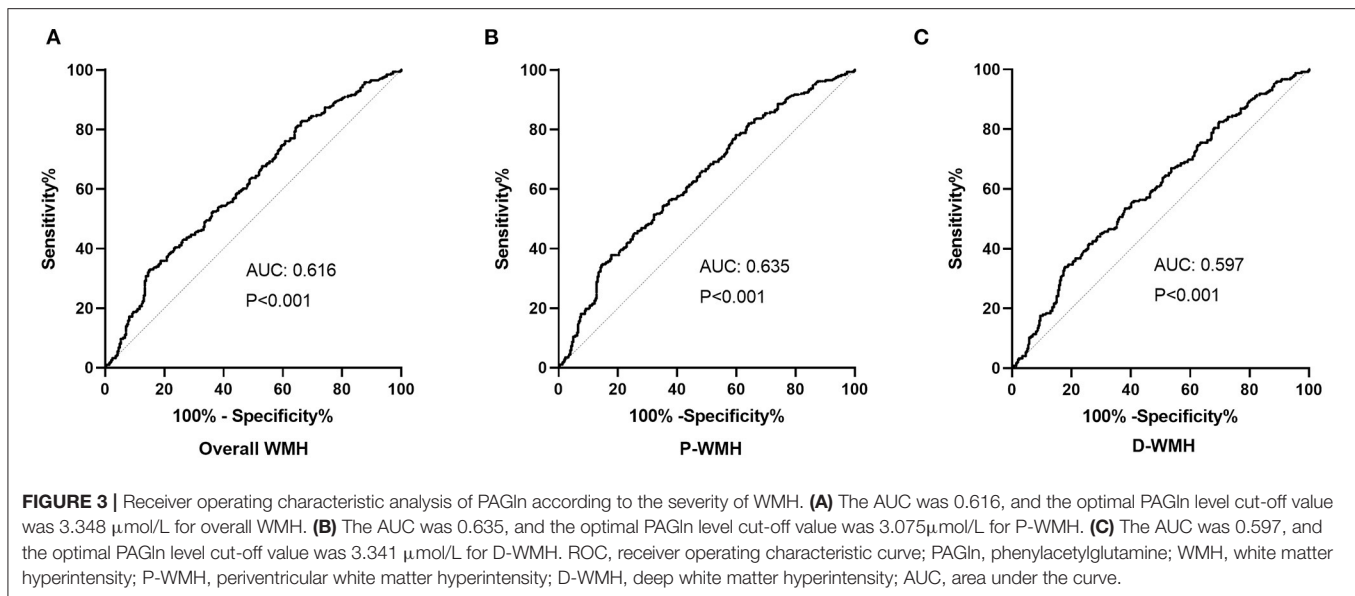 A
B
C
100
80
60
40
20
0
Sensitivity%
AUC: 0.616
P<0.001
0 20 40 60 80 100
100% - Specificity%
Overall WMH
100
80
60
40
20
0
Sensitivity%
AUC: 0.635
P<0.001
0 20 40 60 80 100
100% -Specificity%
P-WMH
100
80
60
40
20
0
Sensitivity%
AUC: 0.597
P<0.001
0 20 40 60 80 100
100% -Specificity%
D-WMH
FIGURE 3 | Receiver operating characteristic analysis of PAGln according to the severity of WMH. (A) The AUC was 0.616, and the optimal PAGln level cut-off value
was 3.348 μmol/L for overall WMH. (B) The AUC was 0.635, and the optimal PAGln level cut-off value was 3.075μmol/L for P-WMH. (C) The AUC was 0.597, and
the optimal PAGln level cut-off value was 3.341 μmol/L for D-WMH. ROC, receiver operating characteristic curve; PAGln, phenylacetylglutamine; WMH, white matter
hyperintensity; P-WMH, periventricular white matter hyperintensity; D-WMH, deep white matter hyperintensity; AUC, area under the curve.